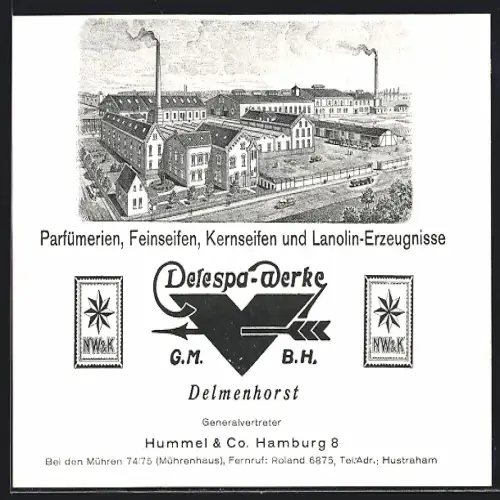 Parfümerien, Feinseifen, Kernseifen und Lanolin-Erzeugnisse
Delespa-Werke
NW&K
G.M. B.H.
NW&K
Delmenhorst
Generalvertreter
Hummel & Co. Hamburg 8
Bei den Mühren 74/75 (Mührenhaus), Fernruf: Roland 6875, Tel.Adr.; Hustraham